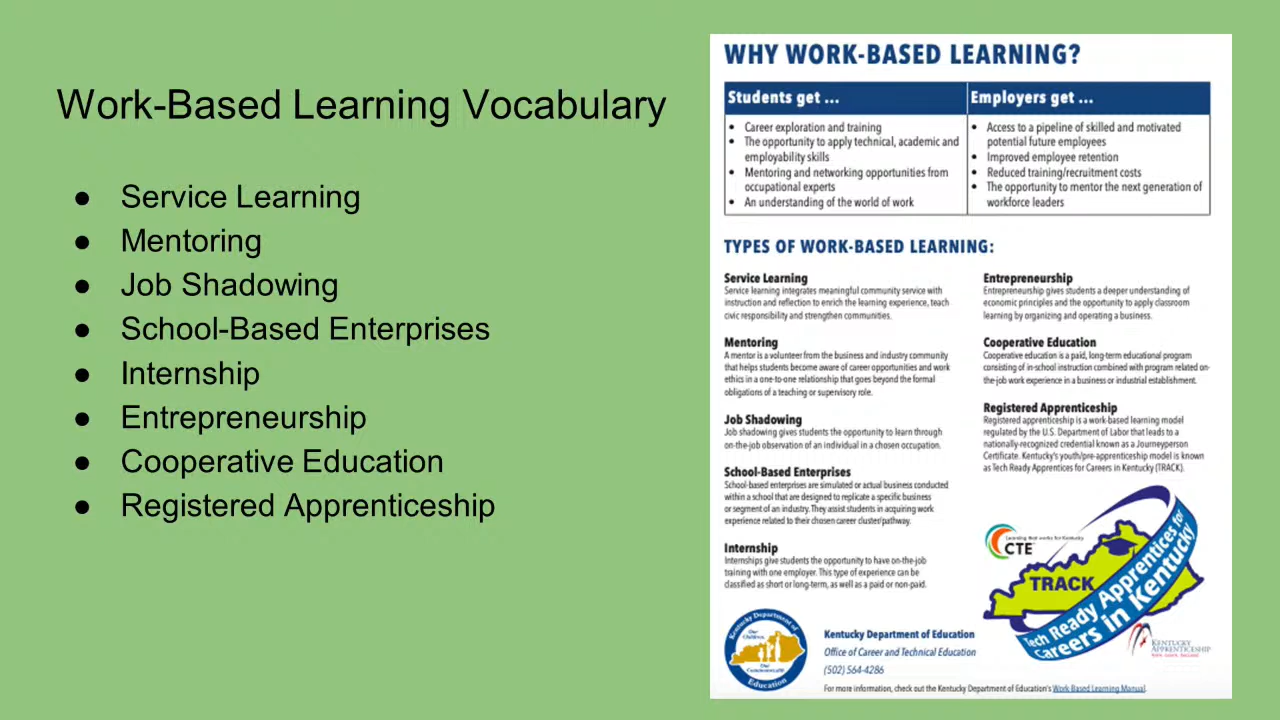 Work-Based Learning Vocabulary
● Service Learning
● Mentoring
● Job Shadowing
● School-Based Enterprises
● Internship
● Entrepreneurship
● Cooperative Education
● Registered Apprenticeship
WHY WORK-BASED LEARNING?
Students get ...
• Career exploration and training
• The opportunity to apply technical, academic and
employability skills
• Mentoring and networking opportunities from
occupational experts
• An understanding of the world of work
Employers get ...
• Access to a pipeline of skilled and motivated
potential future employees
• Improved employee retention
• Reduced training/recruitment costs
• The opportunity to mentor the next generation of
workforce leaders
TYPES OF WORK-BASED LEARNING:
Service Learning
Service learning integrates meaningful community service with
instruction and reflection to enrich the learning experience, teach
civic responsibility and strengthen communities.
Mentoring
A mentor is a volunteer from the business and industry community
that helps students become aware of career opportunities and work
ethics in a one-to-one relationship that goes beyond the formal
obligations of a teaching or supervisory role.
Job Shadowing
Job shadowing gives students the opportunity to learn through
on-the-job observation of an individual in a chosen occupation.
School-Based Enterprises
School-based enterprises are simulated or actual business conducted
within a school that are designed to replicate a specific business
or segment of an industry. They assist students in acquiring work
experience related to their chosen career cluster/pathway.
Internship
Internships give students the opportunity to have on-the-job
training with one employer. This type of experience can be
classified as short or long-term, as well as a paid or non-paid.
Entrepreneurship
Entrepreneurship gives students a deeper understanding of
economic principles and the opportunity to apply classroom
learning by organizing and operating a business.
Cooperative Education
Cooperative education is a paid, long-term educational program
consisting of in-school instruction combined with program related on-
the-job work experience in a business or industrial establishment.
Registered Apprenticeship
Registered apprenticeship is a work-based learning model
regulated by the U.S. Department of Labor that leads to a
nationally-recognized credential known as a Journeyperson
Certificate. Kentucky's youth/pre-apprenticeship model is known
as Tech Ready Apprentices for Careers in Kentucky (TRACK).
Learning that works for Kentucky
CTE
TRACK
Tech Ready Apprentices for
Careers in Kentucky
KENTUCKY
APPRENTICESHIP
Kentucky Department of
Education
Our
Children,
Our
Commonwealth
Kentucky Department of Education
Office of Career and Technical Education
(502) 564-4286
For more information, check out the Kentucky Department of Education's Work Based Learning Manual.